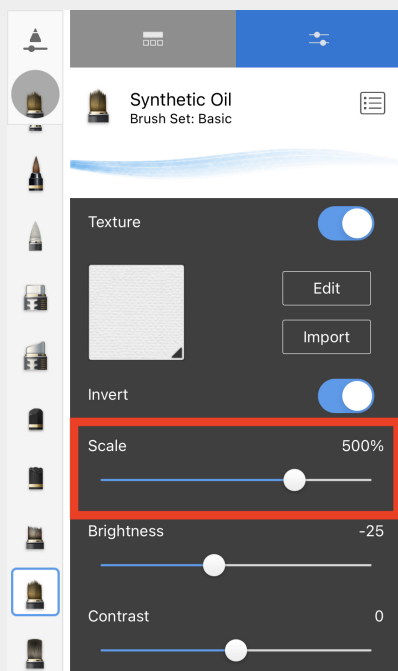 Synthetic Oil
Brush Set: Basic
Texture
Edit
Import
Invert
Scale 500%
Brightness -25
Contrast 0